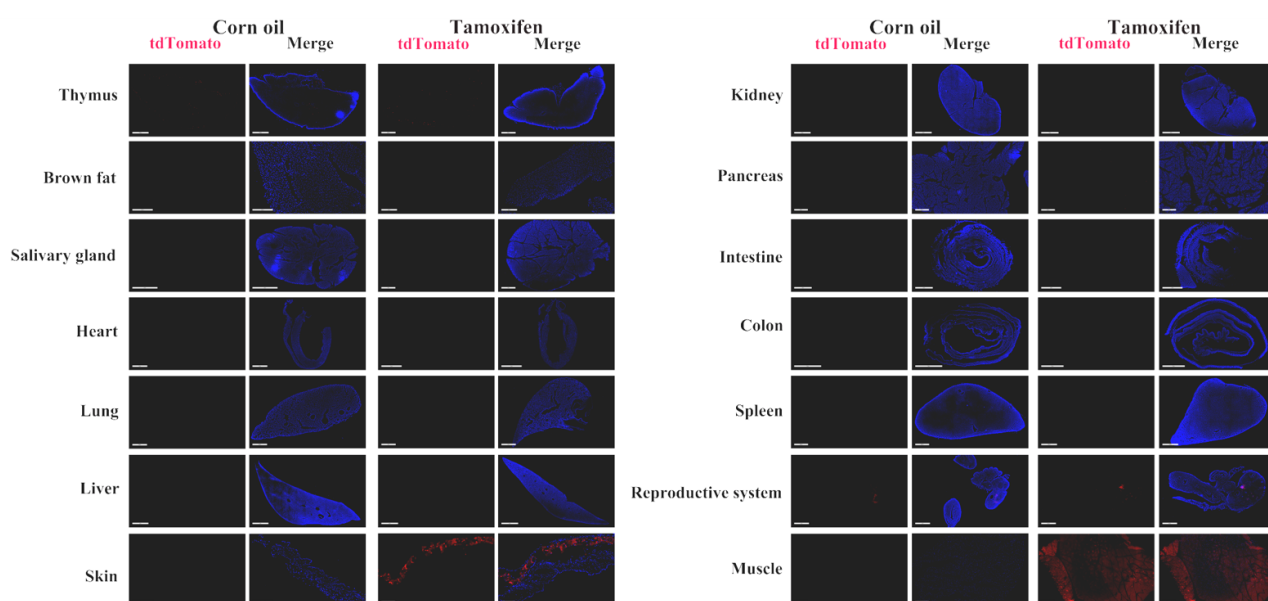 Corn oil Tamoxifen
tdTomato Merge tdTomato Merge
Thymus
Brown fat
Salivary gland
Heart
Lung
Liver
Skin
Corn oil Tamoxifen
tdTomato Merge tdTomato Merge
Kidney
Pancreas
Intestine
Colon
Spleen
Reproductive system
Muscle